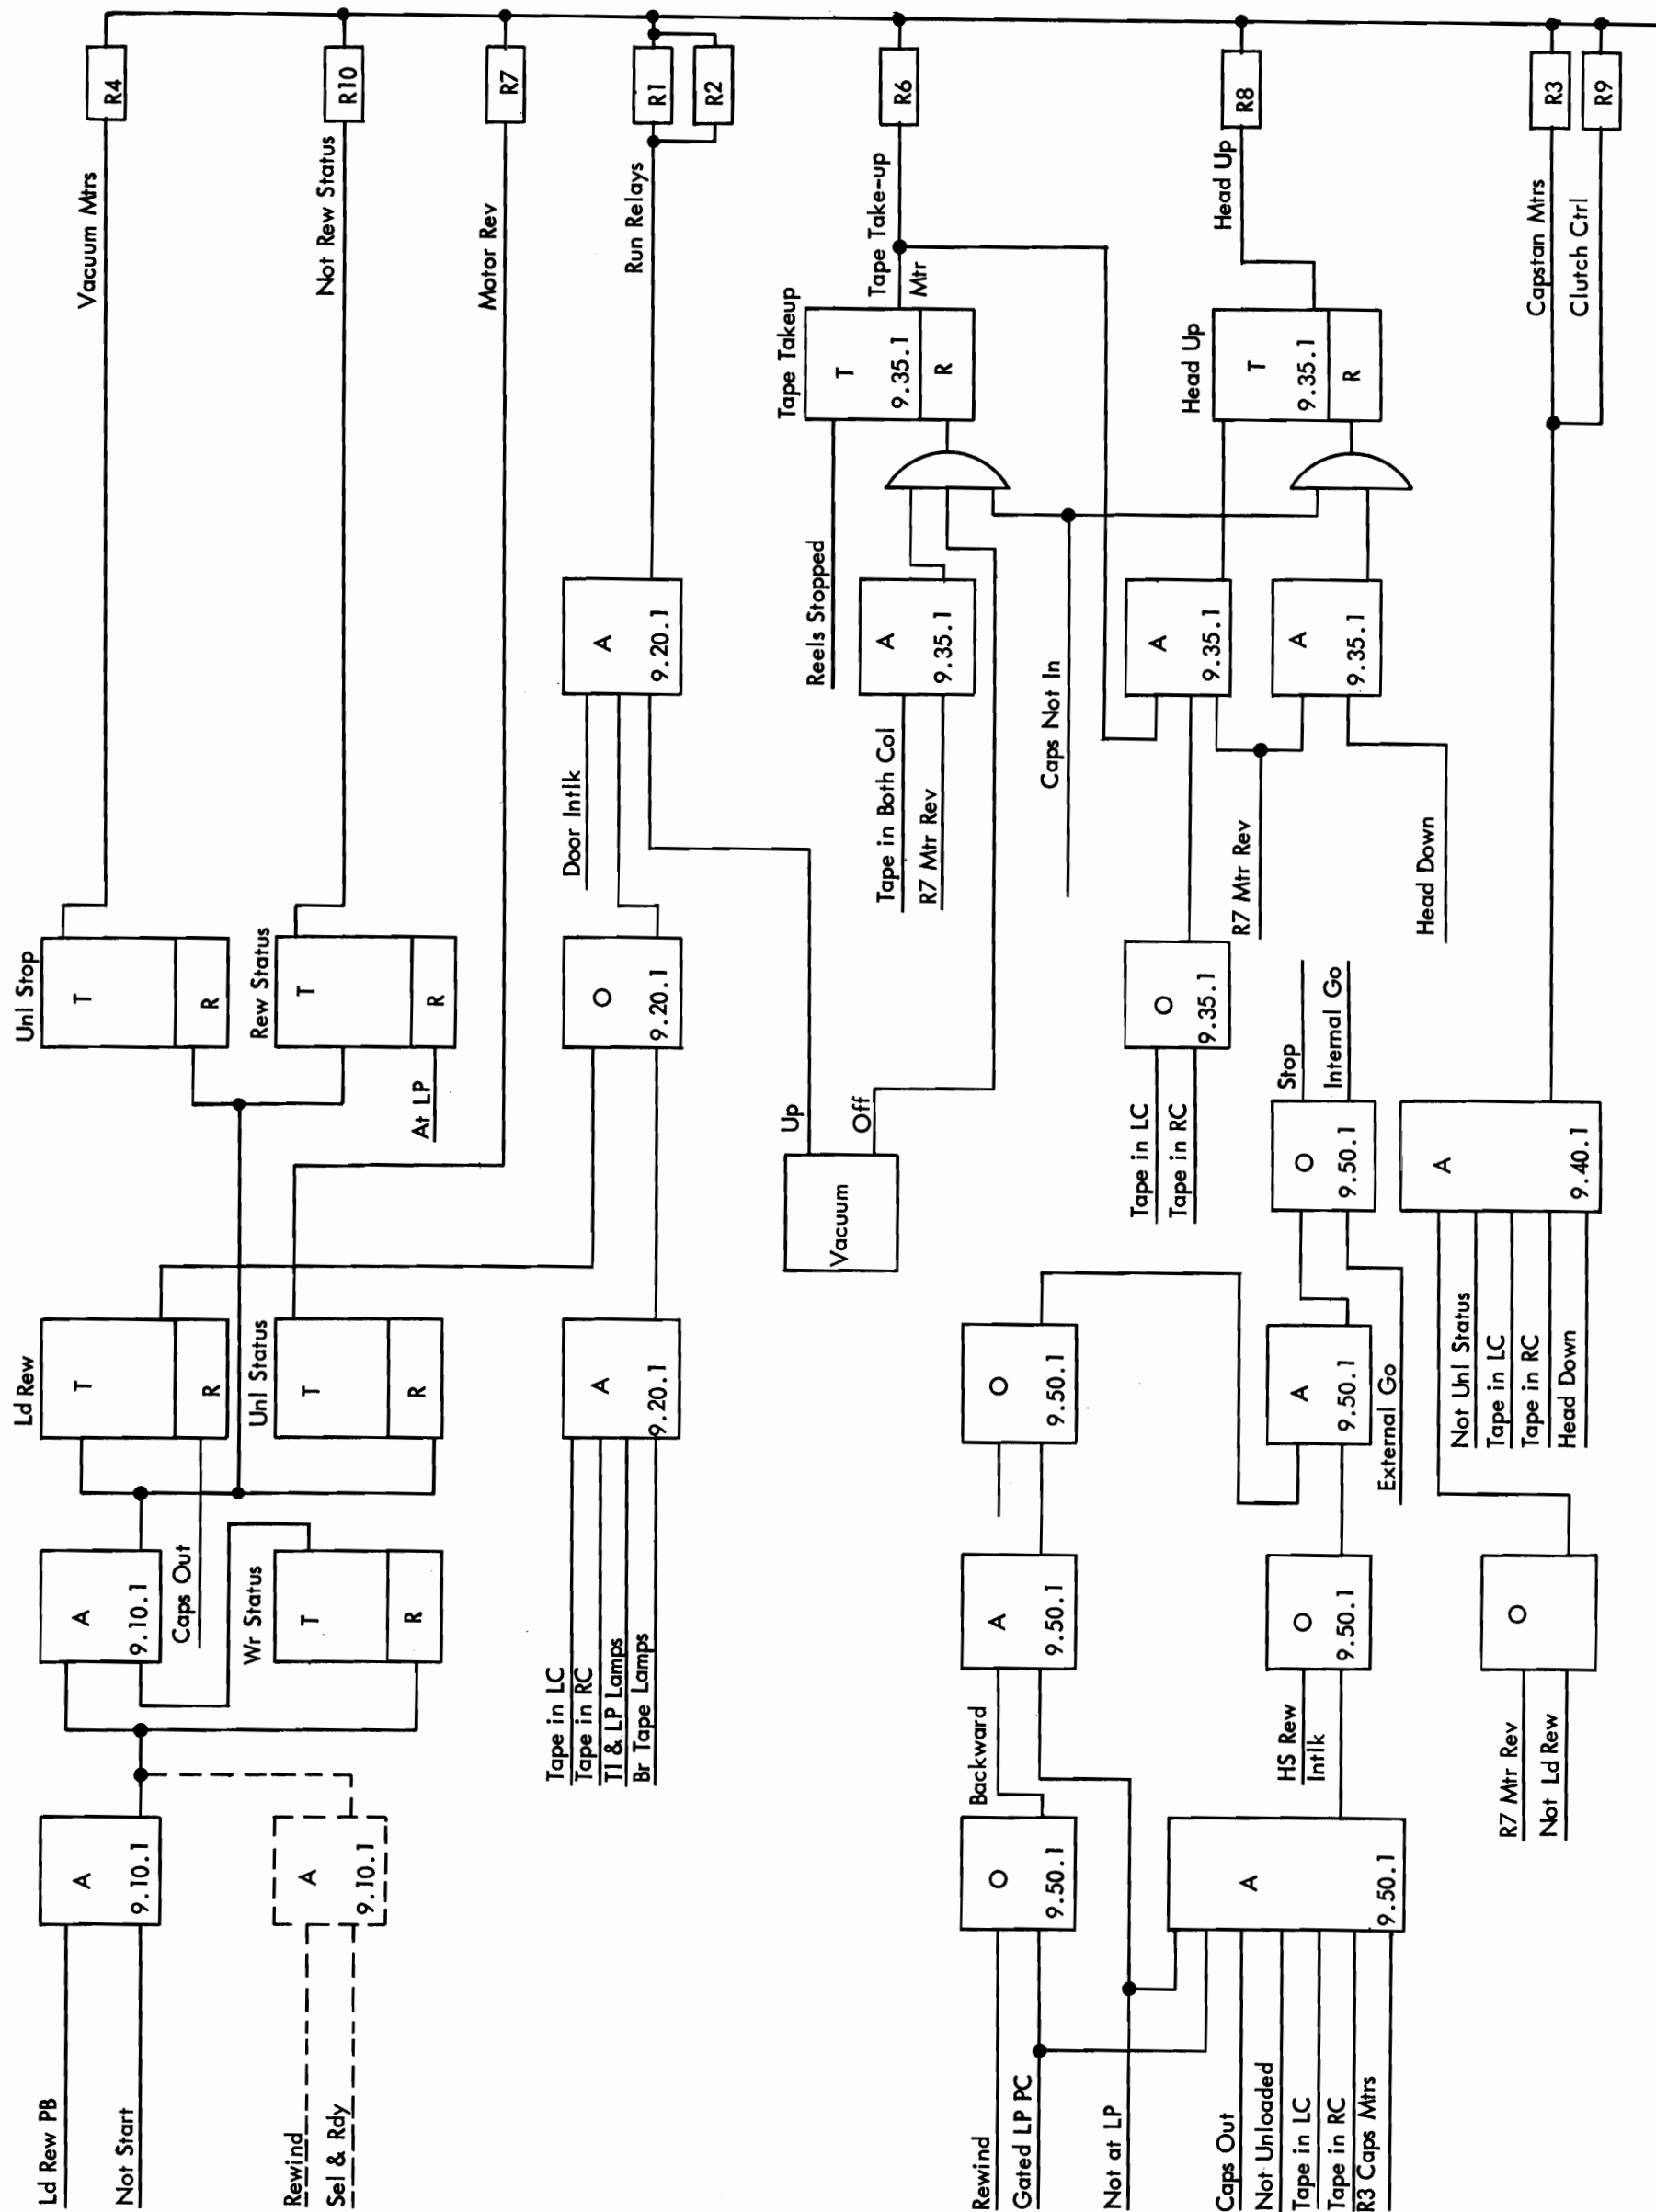 R4
R10
R7
R1
R2
R6
R8
R3
R9
Vacuum Mtrs
Not Rew Status
Motor Rev
Run Relays
Tape Take-up
Mtr
Head Up
Capstan Mtrs
Clutch Ctrl
Unl Stop
T
R
Rew Status
T
R
At LP
Ld Rew
T
R
Unl Status
T
R
A
9.10.1
Caps Out
Wr Status
T
R
A
9.10.1
Ld Rew PB
Not Start
A
9.10.1
Rewind
Sel & Rdy
A
9.20.1
Door Intlk
O
9.20.1
A
9.20.1
Tape in LC
Tape in RC
TI & LP Lamps
Br Tape Lamps
Tape Takeup
T
9.35.1
R
Reels Stopped
A
9.35.1
Tape in Both Col
R7 Mtr Rev
Up
Off
Vacuum
Caps Not In
Head Up
T
9.35.1
R
A
9.35.1
A
9.35.1
R7 Mtr Rev
Head Down
O
9.35.1
Tape in LC
Tape in RC
Stop
Internal Go
O
9.50.1
A
9.50.1
External Go
O
9.50.1
HS Rew
Intlk
O
9.50.1
A
9.50.1
Backward
O
9.50.1
Rewind
Gated LP PC
Not at LP
A
9.50.1
Caps Out
Not Unloaded
Tape in LC
Tape in RC
R3 Caps Mtrs
A
9.40.1
Not Unl Status
Tape in LC
Tape in RC
Head Down
O
R7 Mtr Rev
Not Ld Rew